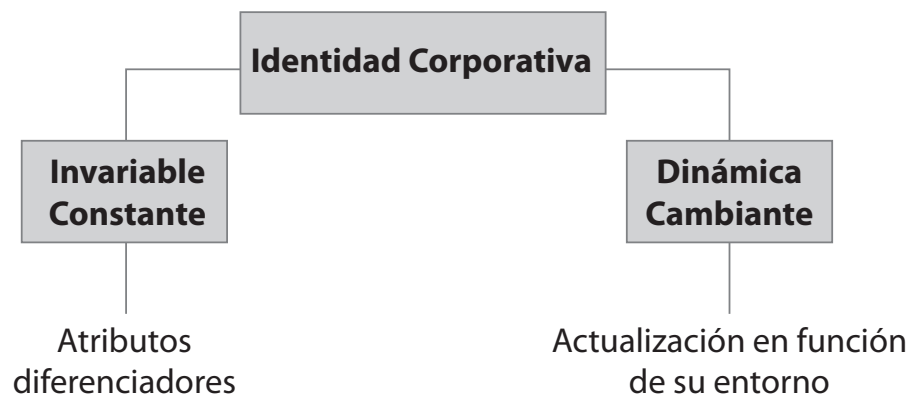 Identidad Corporativa
Invariable
Constante
Dinámica
Cambiante
Atributos
diferenciadores
Actualización en función
de su entorno